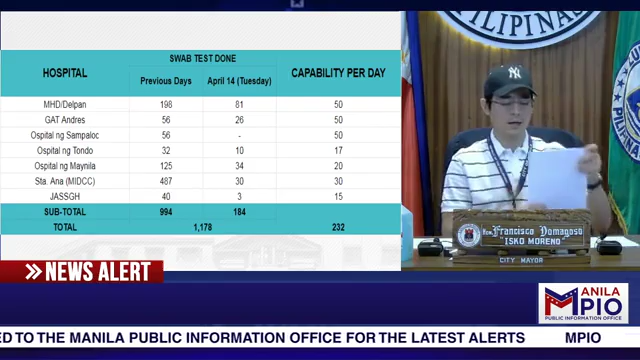 PILIPINAS
SWAB TEST DONE
HOSPITAL
CAPABILITY PER DAY
Previous Days
April 14 (Tuesday)
MHD/Delpan 198 81 50
GAT Andres 56 26 50
Ospital ng Sampaloc 56 - 50
Ospital ng Tondo 32 10 17
Ospital ng Maynila 125 34 20
Sta. Ana (MIDCC) 487 30 30
JASSGH 40 3 15
SUB-TOTAL 994 184
TOTAL 1,178 232
Hon. Francisco Domagoso
"ISKO MORENO"
CITY MAYOR
NEWS ALERT
MANILA
MPIO
PUBLIC INFORMATION OFFICE
ED TO THE MANILA PUBLIC INFORMATION OFFICE FOR THE LATEST ALERTS MPIO